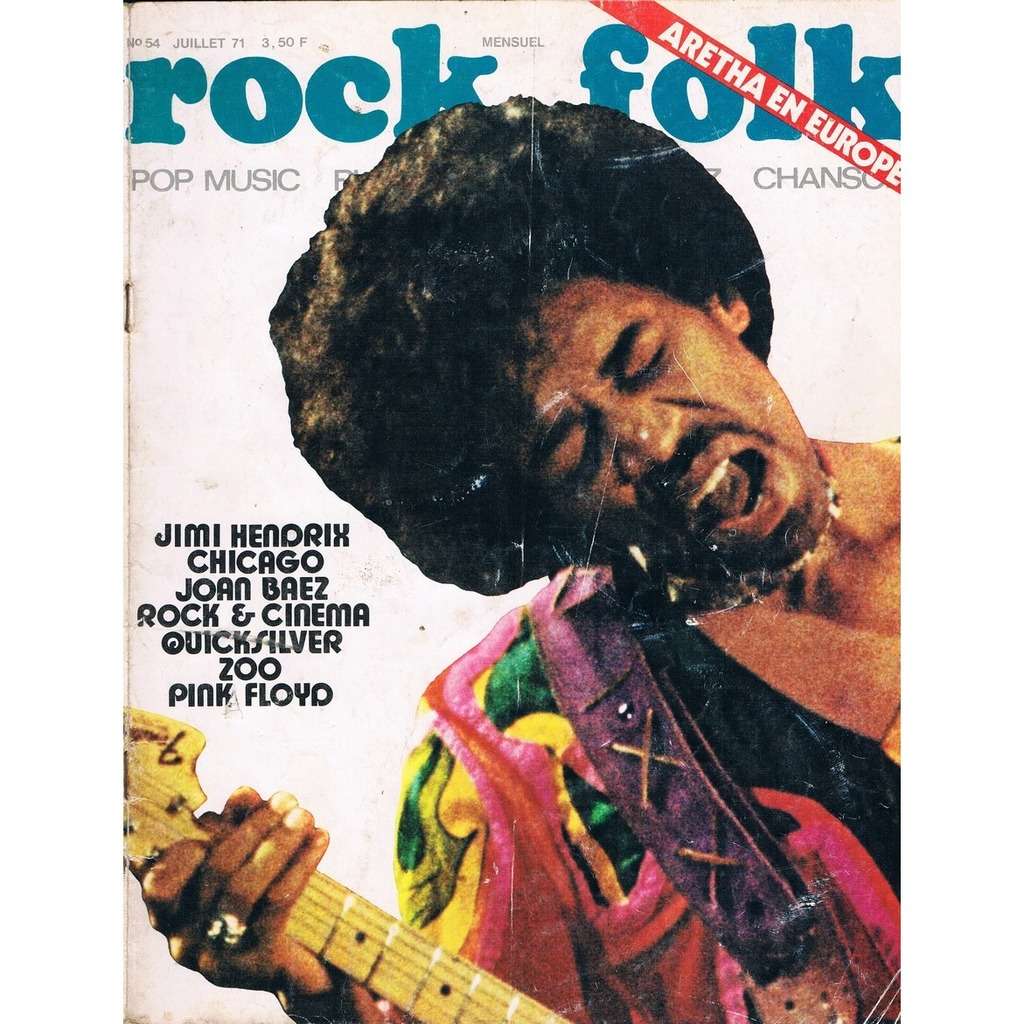 Nº 54 JUILLET 71 3,50 F MENSUEL
rock folk
ARETHA EN EUROPE
POP MUSIC CHANSO
JIMI HENDRIX
CHICAGO
JOAN BAEZ
ROCK & CINEMA
QUICKSILVER
ZOO
PINK FLOYD